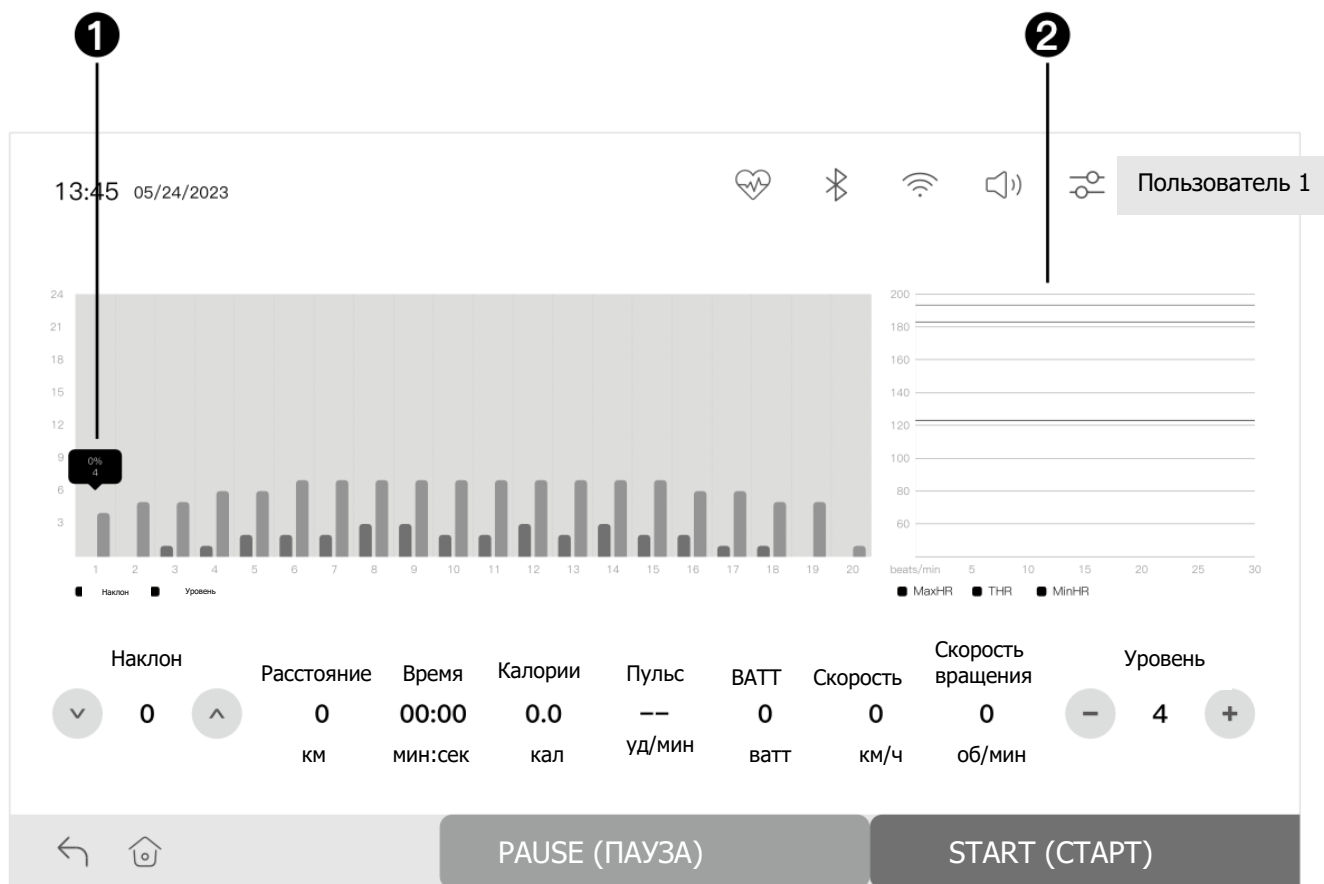 1 2
13:45 05/24/2023 Пользователь 1
24
21
18
15
12
9
6
3
0%
4
1 2 3 4 5 6 7 8 9 10 11 12 13 14 15 16 17 18 19 20
Наклон Уровень
200
180
160
140
120
100
80
60
beats/min 5 10 15 20 25 30
MaxHR THR MinHR
Наклон Расстояние Время Калории Пульс ВАТТ Скорость Скорость вращения Уровень
0 0 00:00 0.0 -- 0 0 0 − 4 +
км мин:сек кал уд/мин ватт км/ч об/мин
PAUSE (ПАУЗА) START (СТАРТ)